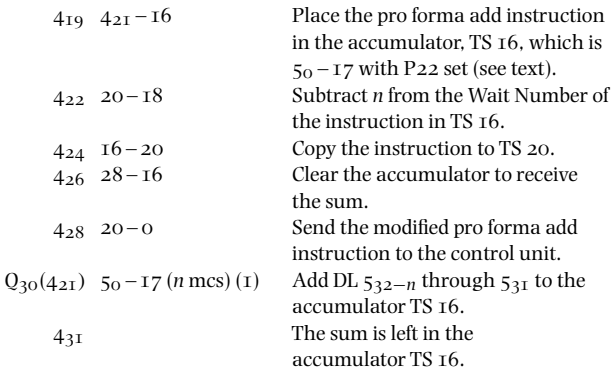 4₁₉ 4₂₁ – 16 Place the pro forma add instruction
in the accumulator, TS 16, which is
5₀ – 17 with P22 set (see text).
4₂₂ 20 – 18 Subtract n from the Wait Number of
the instruction in TS 16.
4₂₄ 16 – 20 Copy the instruction to TS 20.
4₂₆ 28 – 16 Clear the accumulator to receive
the sum.
4₂₈ 20 – 0 Send the modified pro forma add
instruction to the control unit.
Q₃₀(4₂₁) 5₀ – 17 (n mcs) (1) Add DL 5₃₂₋ₙ through 5₃₁ to the
accumulator TS 16.
4₃₁ The sum is left in the
accumulator TS 16.